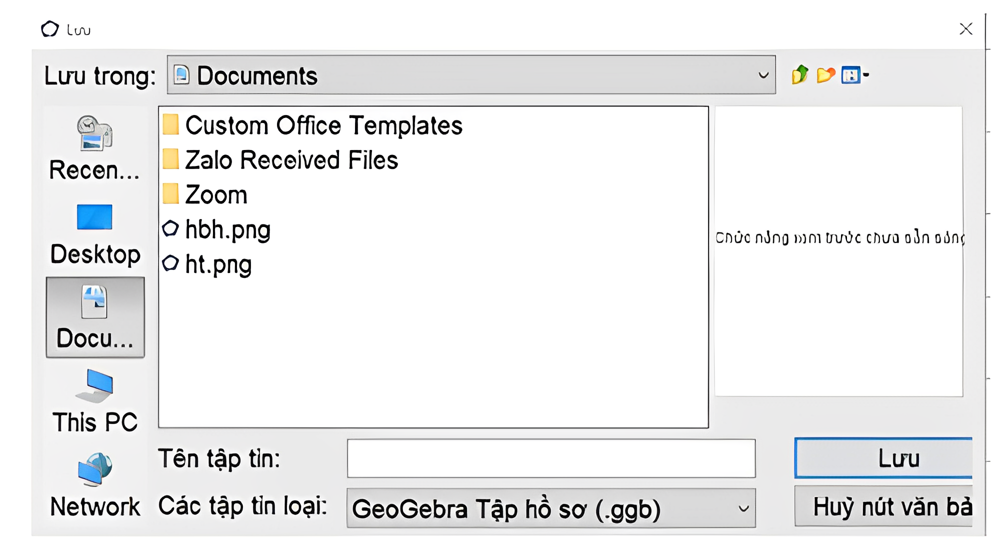 Lưu
Lưu trong:
Documents
Recen...
Desktop
Docu...
This PC
Network
Custom Office Templates
Zalo Received Files
Zoom
hbh.png
ht.png
Chức năng xem trước chưa sẵn sàng
Tên tập tin:
Lưu
Các tập tin loại:
GeoGebra Tập hồ sơ (.ggb)
Huỷ nút văn bả